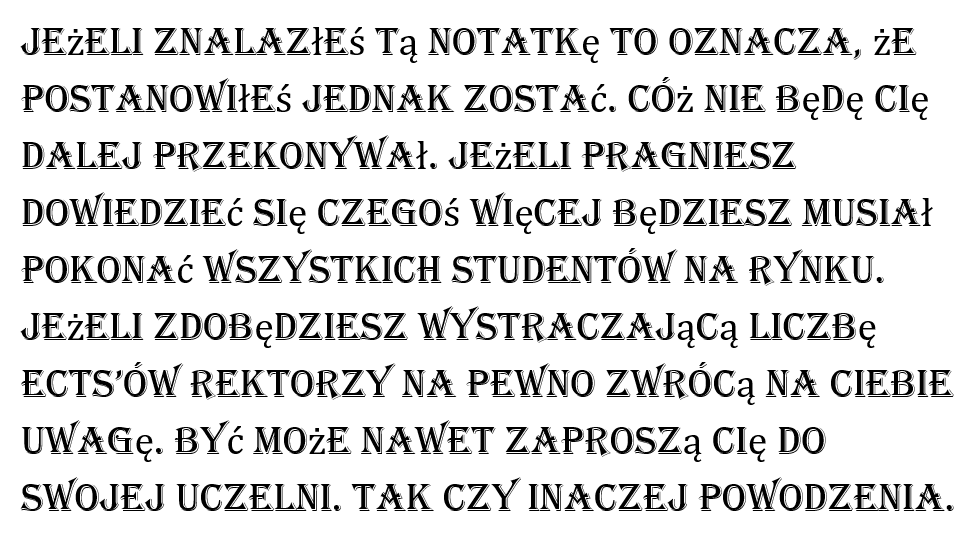 JEżELI ZNALAZłEś Tą NOTATKę TO OZNACZA, żE
POSTANOWIłEś JEDNAK ZOSTAć. CÓż NIE BęDę CIę
DALEJ PRZEKONYWAł. JEżELI PRAGNIESZ
DOWIEDZIEć SIę CZEGOś WIęCEJ BęDZIESZ MUSIAł
POKONAć WSZYSTKICH STUDENTÓW NA RYNKU.
JEżELI ZDOBęDZIESZ WYSTRACZAJąCą LICZBę
ECTS'ÓW REKTORZY NA PEWNO ZWRÓCą NA CIEBIE
UWAGę. BYć MOżE NAWET ZAPROSZą CIę DO
SWOJEJ UCZELNI. TAK CZY INACZEJ POWODZENIA.